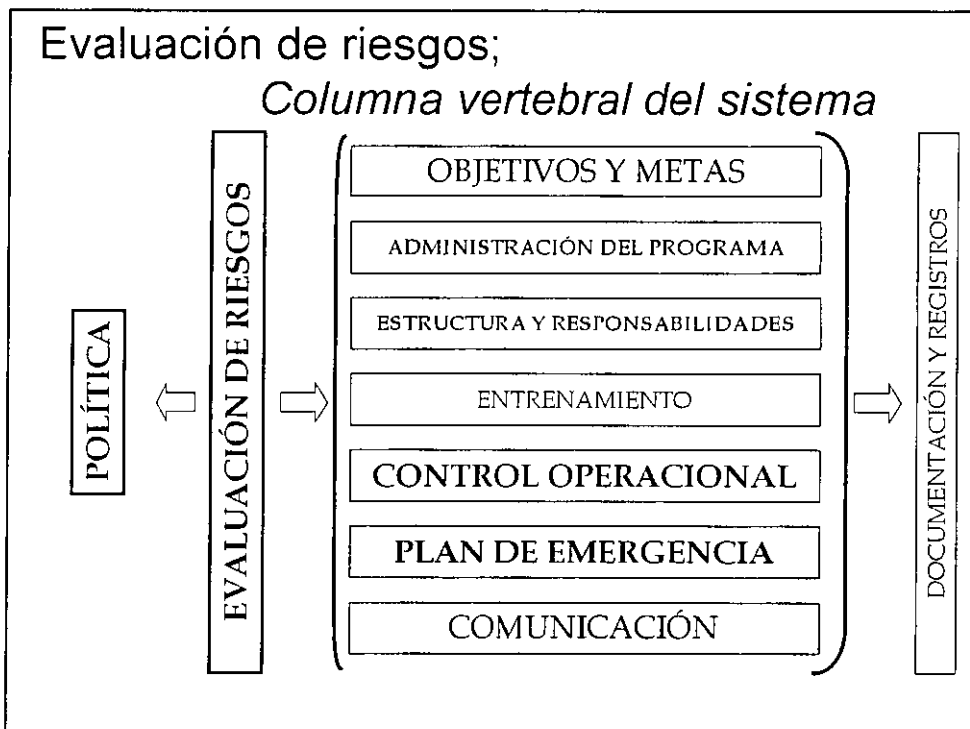 Evaluación de riesgos;
Columna vertebral del sistema
POLÍTICA
EVALUACIÓN DE RIESGOS
OBJETIVOS Y METAS
ADMINISTRACIÓN DEL PROGRAMA
ESTRUCTURA Y RESPONSABILIDADES
ENTRENAMIENTO
CONTROL OPERACIONAL
PLAN DE EMERGENCIA
COMUNICACIÓN
DOCUMENTACIÓN Y REGISTROS